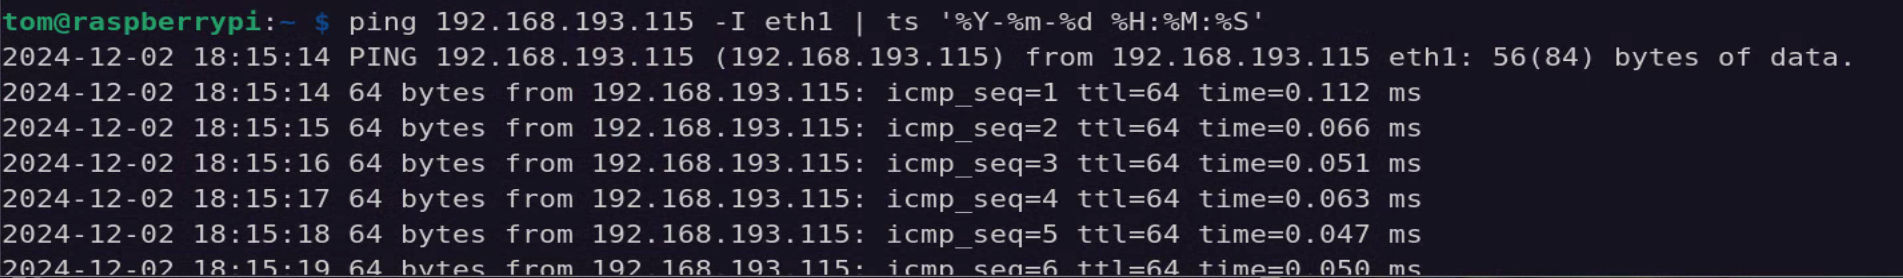 tom@raspberrypi:~ $ ping 192.168.193.115 -I eth1 | ts '%Y-%m-%d %H:%M:%S'
2024-12-02 18:15:14 PING 192.168.193.115 (192.168.193.115) from 192.168.193.115 eth1: 56(84) bytes of data.
2024-12-02 18:15:14 64 bytes from 192.168.193.115: icmp_seq=1 ttl=64 time=0.112 ms
2024-12-02 18:15:15 64 bytes from 192.168.193.115: icmp_seq=2 ttl=64 time=0.066 ms
2024-12-02 18:15:16 64 bytes from 192.168.193.115: icmp_seq=3 ttl=64 time=0.051 ms
2024-12-02 18:15:17 64 bytes from 192.168.193.115: icmp_seq=4 ttl=64 time=0.063 ms
2024-12-02 18:15:18 64 bytes from 192.168.193.115: icmp_seq=5 ttl=64 time=0.047 ms
2024-12-02 18:15:19 64 bytes from 192.168.193.115: icmp_seq=6 ttl=64 time=0.050 ms